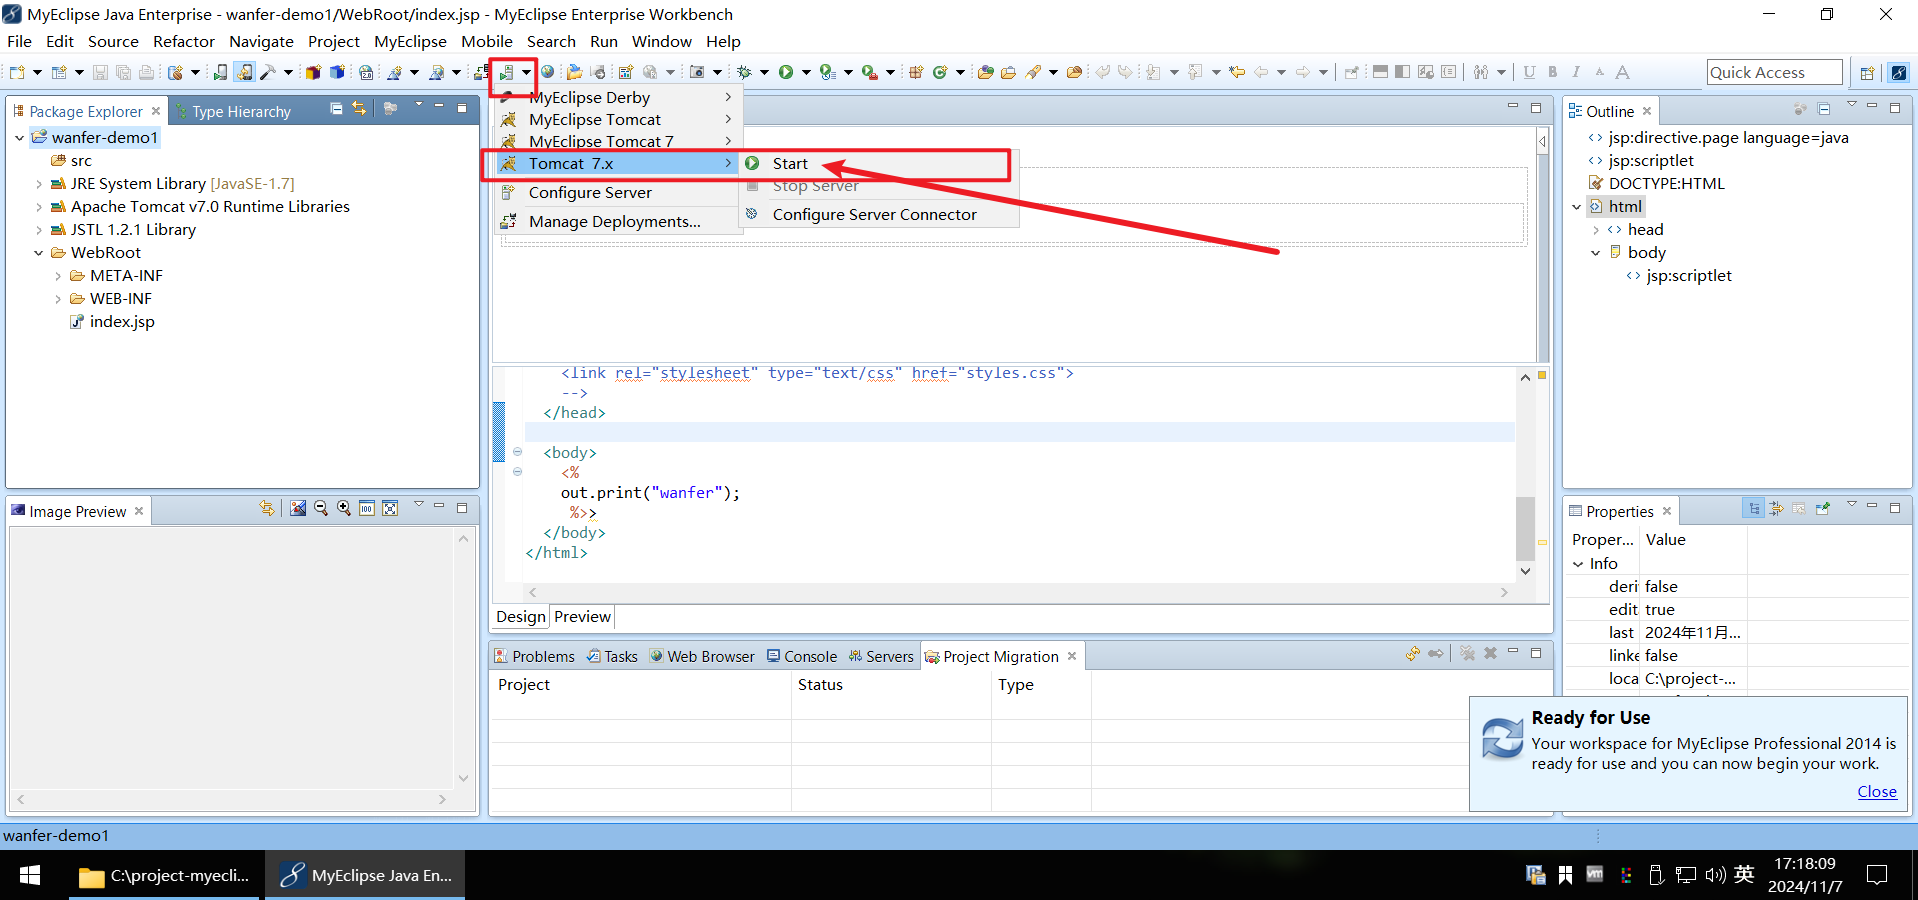 MyEclipse Java Enterprise - wanfer-demo1/WebRoot/index.jsp - MyEclipse Enterprise Workbench
File Edit Source Refactor Navigate Project MyEclipse Mobile Search Run Window Help
Quick Access
Package Explorer
Type Hierarchy
wanfer-demo1
src
JRE System Library [JavaSE-1.7]
Apache Tomcat v7.0 Runtime Libraries
JSTL 1.2.1 Library
WebRoot
META-INF
WEB-INF
index.jsp
MyEclipse Derby
MyEclipse Tomcat
MyEclipse Tomcat 7
Tomcat 7.x
Configure Server
Manage Deployments...
Start
Stop Server
Configure Server Connector
<link rel="stylesheet" type="text/css" href="styles.css">
-->
</head>
<body>
<%
out.print("wanfer");
%>>
</body>
</html>
Design Preview
Outline
jsp:directive.page language=java
jsp:scriptlet
DOCTYPE:HTML
html
head
body
jsp:scriptlet
Image Preview
Problems Tasks Web Browser Console Servers Project Migration
Project Status Type
Properties
Proper... Value
Info
deri false
edit true
last 2024年11月...
linke false
loca C:\project-...
Ready for Use
Your workspace for MyEclipse Professional 2014 is
ready for use and you can now begin your work.
Close
wanfer-demo1
C:\project-myecli...
MyEclipse Java En...
英
17:18:09
2024/11/7